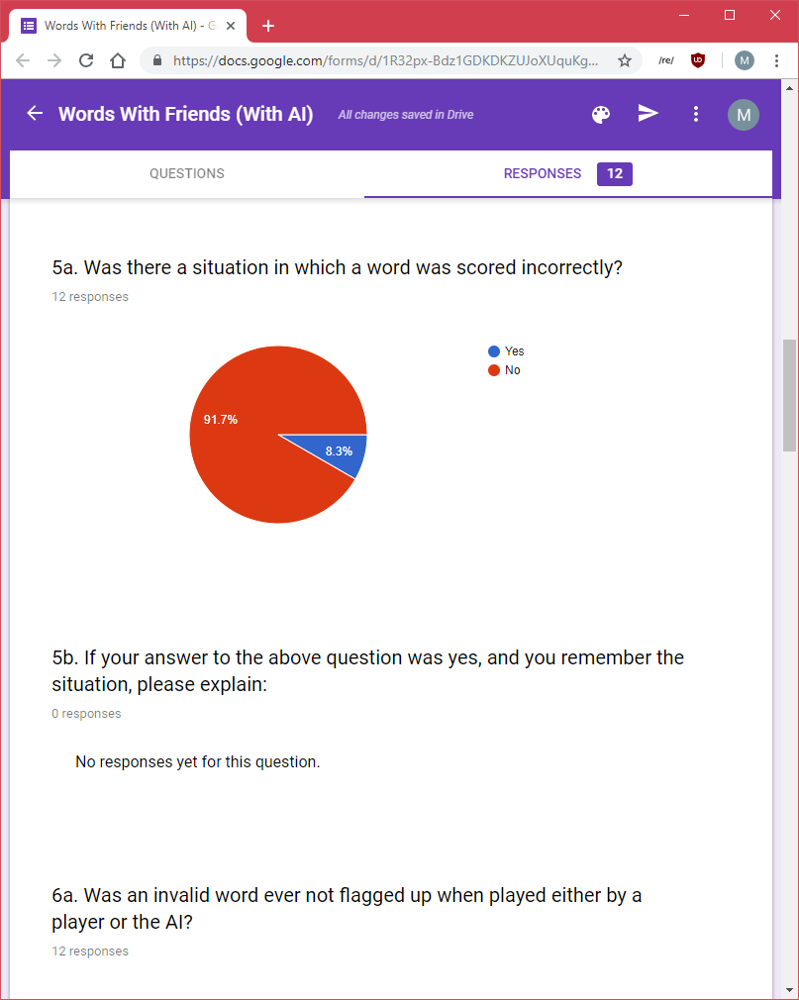 Words With Friends (With AI) - G
https://docs.google.com/forms/d/1R32px-Bdz1GDKDKZUJoXUquKg...
/re/
M
Words With Friends (With AI)
All changes saved in Drive
M
QUESTIONS
RESPONSES 12
5a. Was there a situation in which a word was scored incorrectly?
12 responses
Yes
No
91.7%
8.3%
5b. If your answer to the above question was yes, and you remember the
situation, please explain:
0 responses
No responses yet for this question.
6a. Was an invalid word ever not flagged up when played either by a
player or the AI?
12 responses